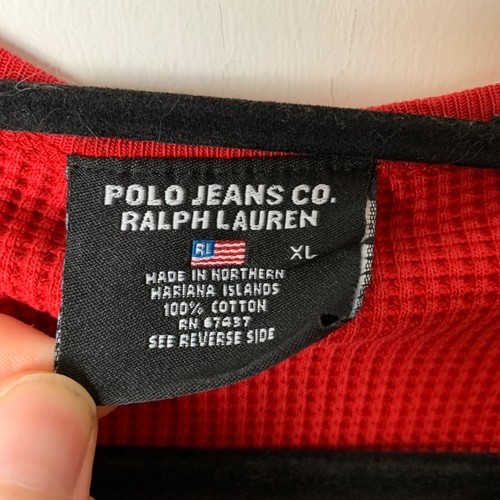 POLO JEANS CO.
RALPH LAUREN
RL XL
MADE IN NORTHERN
MARIANA ISLANDS
100% COTTON
RN 67437
SEE REVERSE SIDE